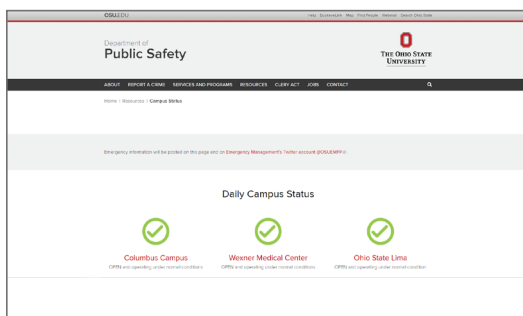 OSU.EDU
Help BuckeyeLink Map Find People Webmail Search Ohio State
Department of
Public Safety
THE OHIO STATE
UNIVERSITY
ABOUT REPORT A CRIME SERVICES AND PROGRAMS RESOURCES CLERY ACT JOBS CONTACT
Home / Resources / Campus Status
Emergency information will be posted on this page and on Emergency Management's Twitter account @OSUEMFP
Daily Campus Status
Columbus Campus
OPEN and operating under normal conditions
Wexner Medical Center
OPEN and operating under normal conditions
Ohio State Lima
OPEN and operating under normal condition